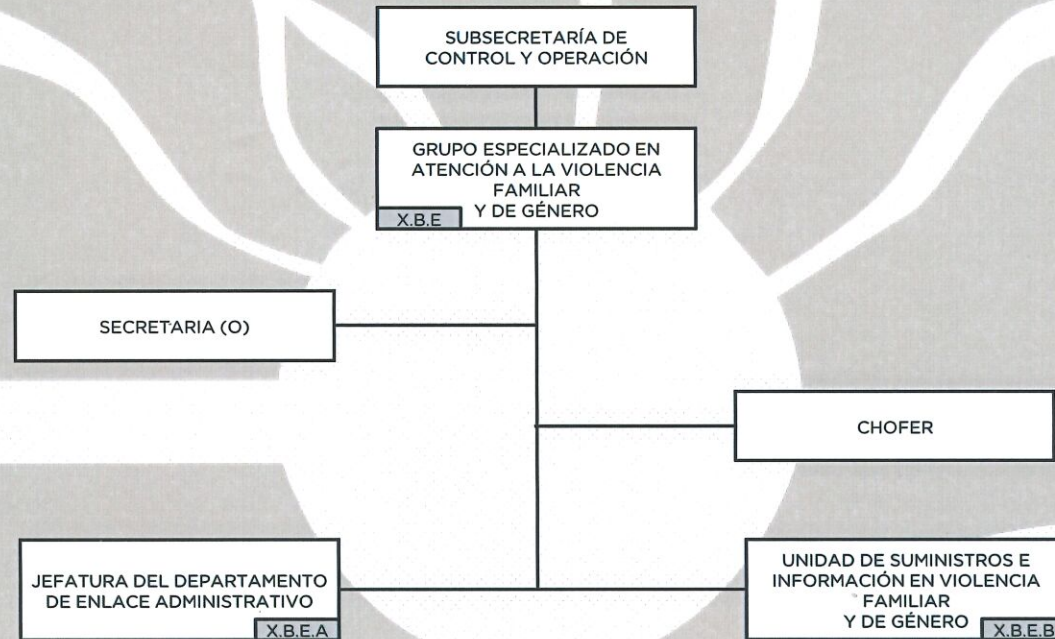 SUBSECRETARÍA DE
CONTROL Y OPERACIÓN
GRUPO ESPECIALIZADO EN
ATENCIÓN A LA VIOLENCIA
FAMILIAR
Y DE GÉNERO
X.B.E
SECRETARIA (O)
CHOFER
JEFATURA DEL DEPARTAMENTO
DE ENLACE ADMINISTRATIVO
X.B.E.A
UNIDAD DE SUMINISTROS E
INFORMACIÓN EN VIOLENCIA
FAMILIAR
Y DE GÉNERO
X.B.E.B